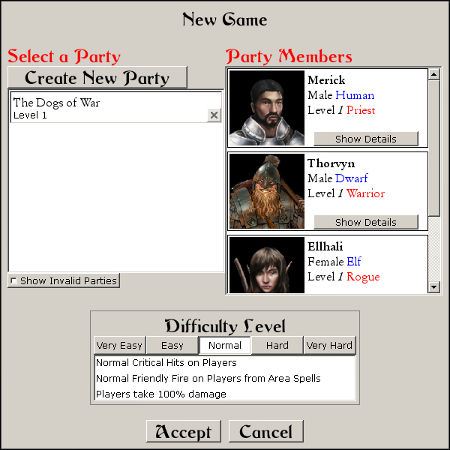 New Game
Select a Party
Create New Party
The Dogs of War
Level 1
Show Invalid Parties
Party Members
Merick
Male Human
Level 1 Priest
Show Details
Thorvyn
Male Dwarf
Level 1 Warrior
Show Details
Ellhali
Female Elf
Level 1 Rogue
Difficulty Level
Very Easy Easy Normal Hard Very Hard
Normal Critical Hits on Players
Normal Friendly Fire on Players from Area Spells
Players take 100% damage
Accept Cancel